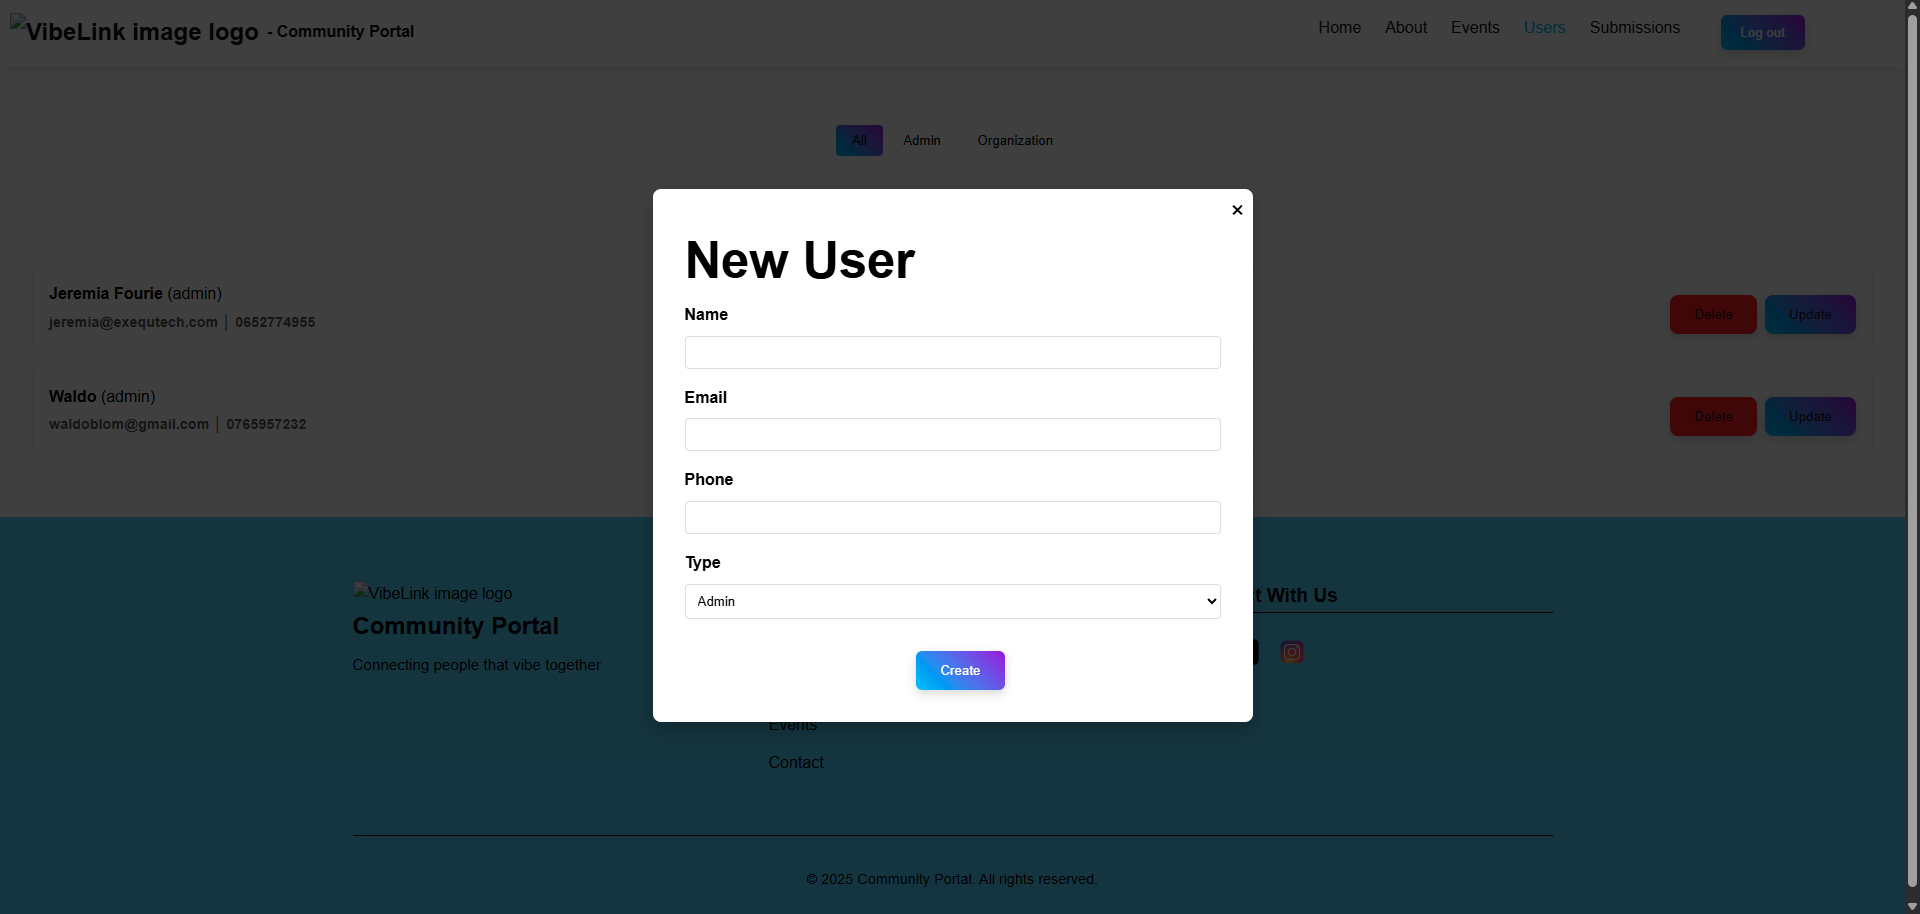 VibeLink image logo - Community Portal
Home About Events Users Submissions Log out
All Admin Organization
×
New User
Name
Email
Phone
Type
Admin
Create
Jeremia Fourie (admin)
jeremia@exequtech.com | 0652774955
Delete Update
Waldo (admin)
waldoblom@gmail.com | 0765957232
Delete Update
VibeLink image logo
Community Portal
Connecting people that vibe together
Events
Contact
With Us
© 2025 Community Portal. All rights reserved.